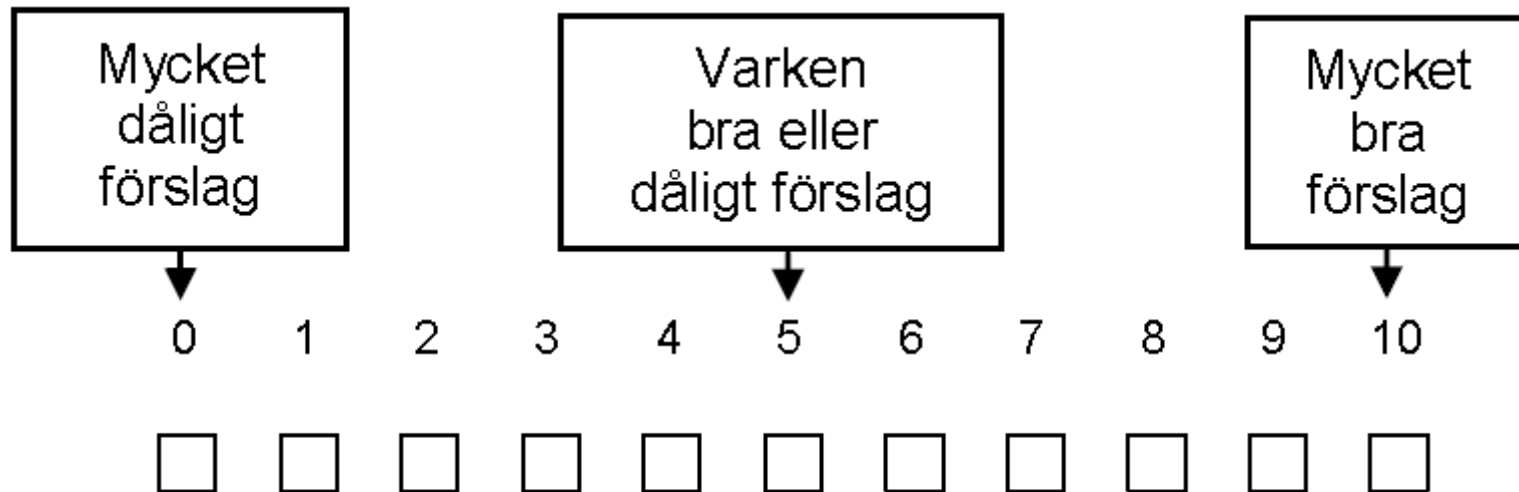 Mycket
dåligt
förslag
Varken
bra eller
dåligt förslag
Mycket
bra
förslag
0 1 2 3 4 5 6 7 8 9 10